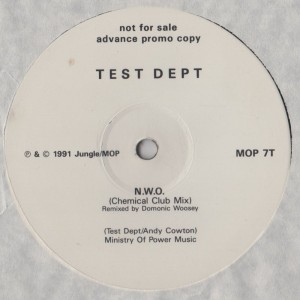 not for sale
advance promo copy
TEST DEPT
℗ & © 1991 Jungle/MOP
MOP 7T
N.W.O.
(Chemical Club Mix)
Remixed by Domonic Woosey
(Test Dept/Andy Cowton)
Ministry Of Power Music